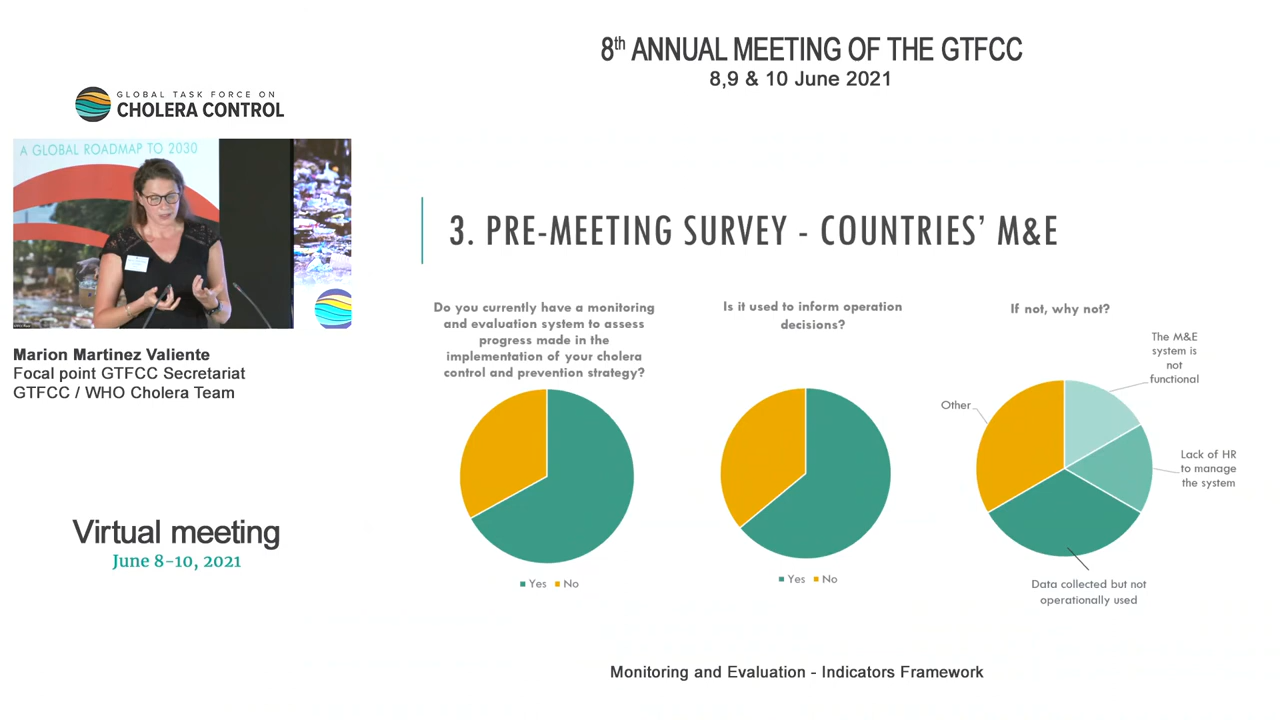 8th ANNUAL MEETING OF THE GTFCC
8,9 & 10 June 2021
GLOBAL TASK FORCE ON
CHOLERA CONTROL
A GLOBAL ROADMAP TO 2030
Marion Martinez Valiente
Focal point GTFCC Secretariat
GTFCC / WHO Cholera Team
Virtual meeting
June 8-10, 2021
3. PRE-MEETING SURVEY - COUNTRIES' M&E
Do you currently have a monitoring
and evaluation system to assess
progress made in the
implementation of your cholera
control and prevention strategy?
Yes No
Is it used to inform operation
decisions?
Yes No
If not, why not?
The M&E
system is
not
functional
Other
Lack of HR
to manage
the system
Data collected but not
operationally used
Monitoring and Evaluation - Indicators Framework